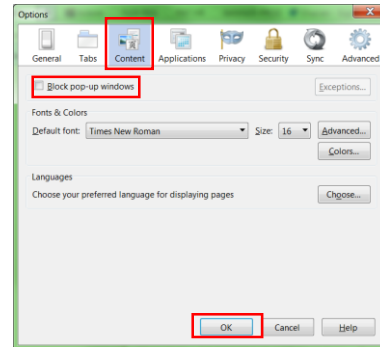 Options
General Tabs Content Applications Privacy Security Sync Advanced
Block pop-up windows Exceptions...
Fonts & Colors
Default font: Times New Roman Size: 16 Advanced...
Colors...
Languages
Choose your preferred language for displaying pages Choose...
OK Cancel Help